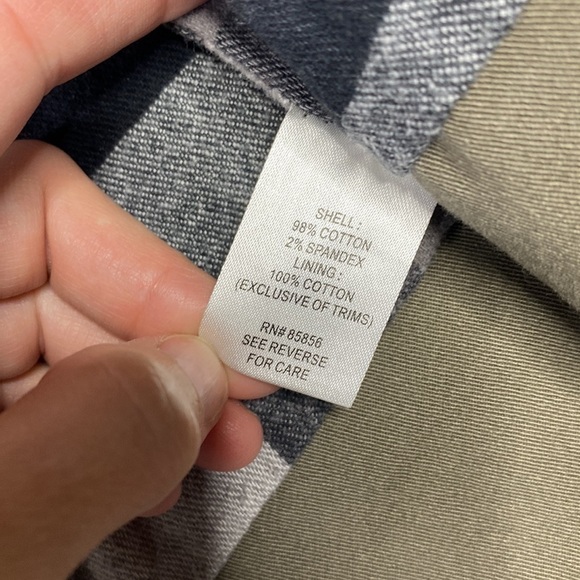 SHELL :
98% COTTON
2% SPANDEX
LINING :
100% COTTON
(EXCLUSIVE OF TRIMS)
RN# 85856
SEE REVERSE
FOR CARE